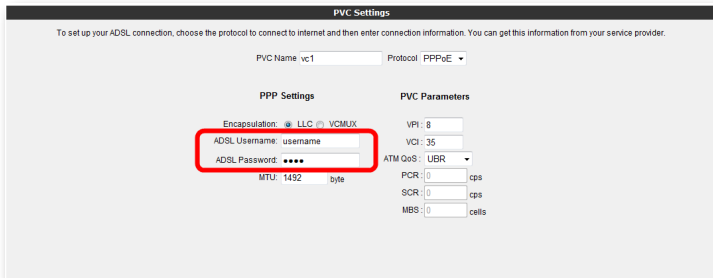 PVC Settings
To set up your ADSL connection, choose the protocol to connect to internet and then enter connection information. You can get this information from your service provider.
PVC Name vc1 Protocol PPPoE
PPP Settings PVC Parameters
Encapsulation: LLC VCMUX VPI : 8
ADSL Username: username VCI : 35
ADSL Password: •••• ATM QoS : UBR
MTU: 1492 byte PCR : 0 cps
SCR : 0 cps
MBS : 0 cells